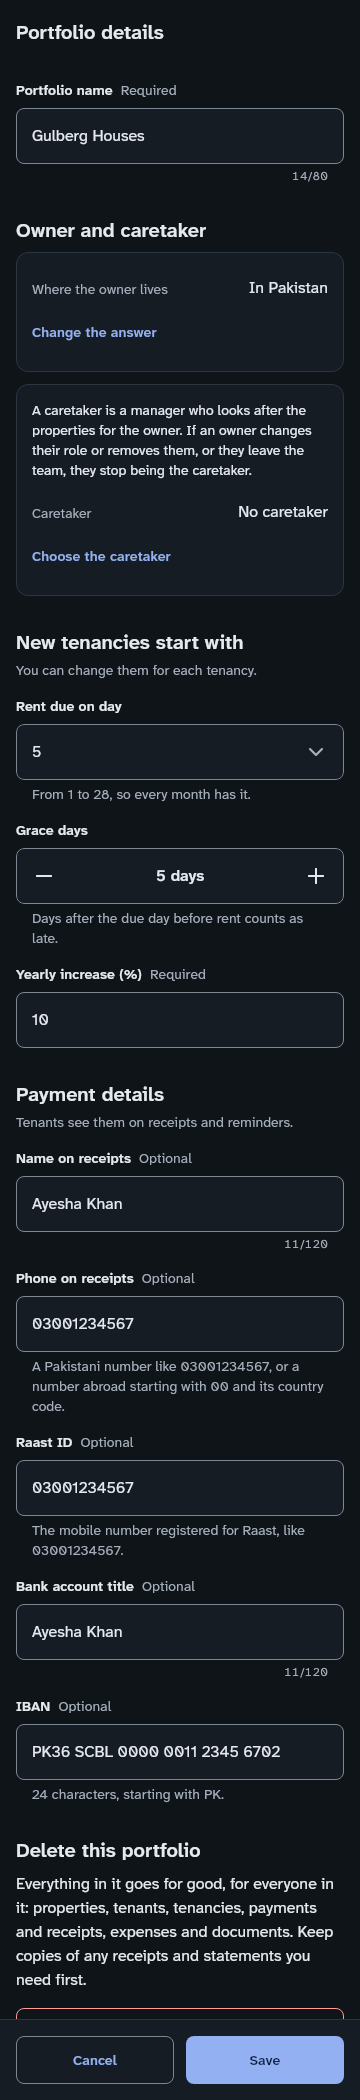 Portfolio details
Portfolio name Required
Gulberg Houses
14/80
Owner and caretaker
Where the owner lives In Pakistan
Change the answer
A caretaker is a manager who looks after the
properties for the owner. If an owner changes
their role or removes them, or they leave the
team, they stop being the caretaker.
Caretaker No caretaker
Choose the caretaker
New tenancies start with
You can change them for each tenancy.
Rent due on day
5
From 1 to 28, so every month has it.
Grace days
5 days
Days after the due day before rent counts as
late.
Yearly increase (%) Required
10
Payment details
Tenants see them on receipts and reminders.
Name on receipts Optional
Ayesha Khan
11/120
Phone on receipts Optional
03001234567
A Pakistani number like 03001234567, or a
number abroad starting with 00 and its country
code.
Raast ID Optional
03001234567
The mobile number registered for Raast, like
03001234567.
Bank account title Optional
Ayesha Khan
11/120
IBAN Optional
PK36 SCBL 0000 0011 2345 6702
24 characters, starting with PK.
Delete this portfolio
Everything in it goes for good, for everyone in
it: properties, tenants, tenancies, payments
and receipts, expenses and documents. Keep
copies of any receipts and statements you
need first.
Cancel Save